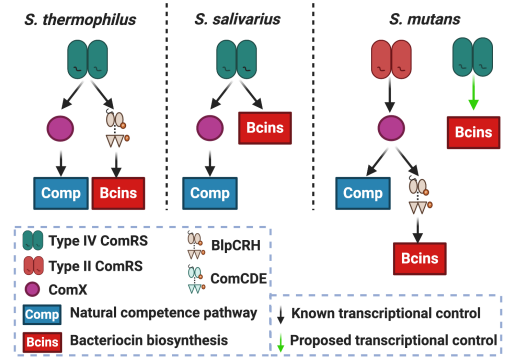 S. thermophilus
S. salivarius
S. mutans
Bcins
Bcins
Comp
Bcins
Comp
Comp
Bcins
Type IV ComRS
Type II ComRS
ComX
Comp Natural competence pathway
Bcins Bacteriocin biosynthesis
BlpCRH
ComCDE
Known transcriptional control
Proposed transcriptional control